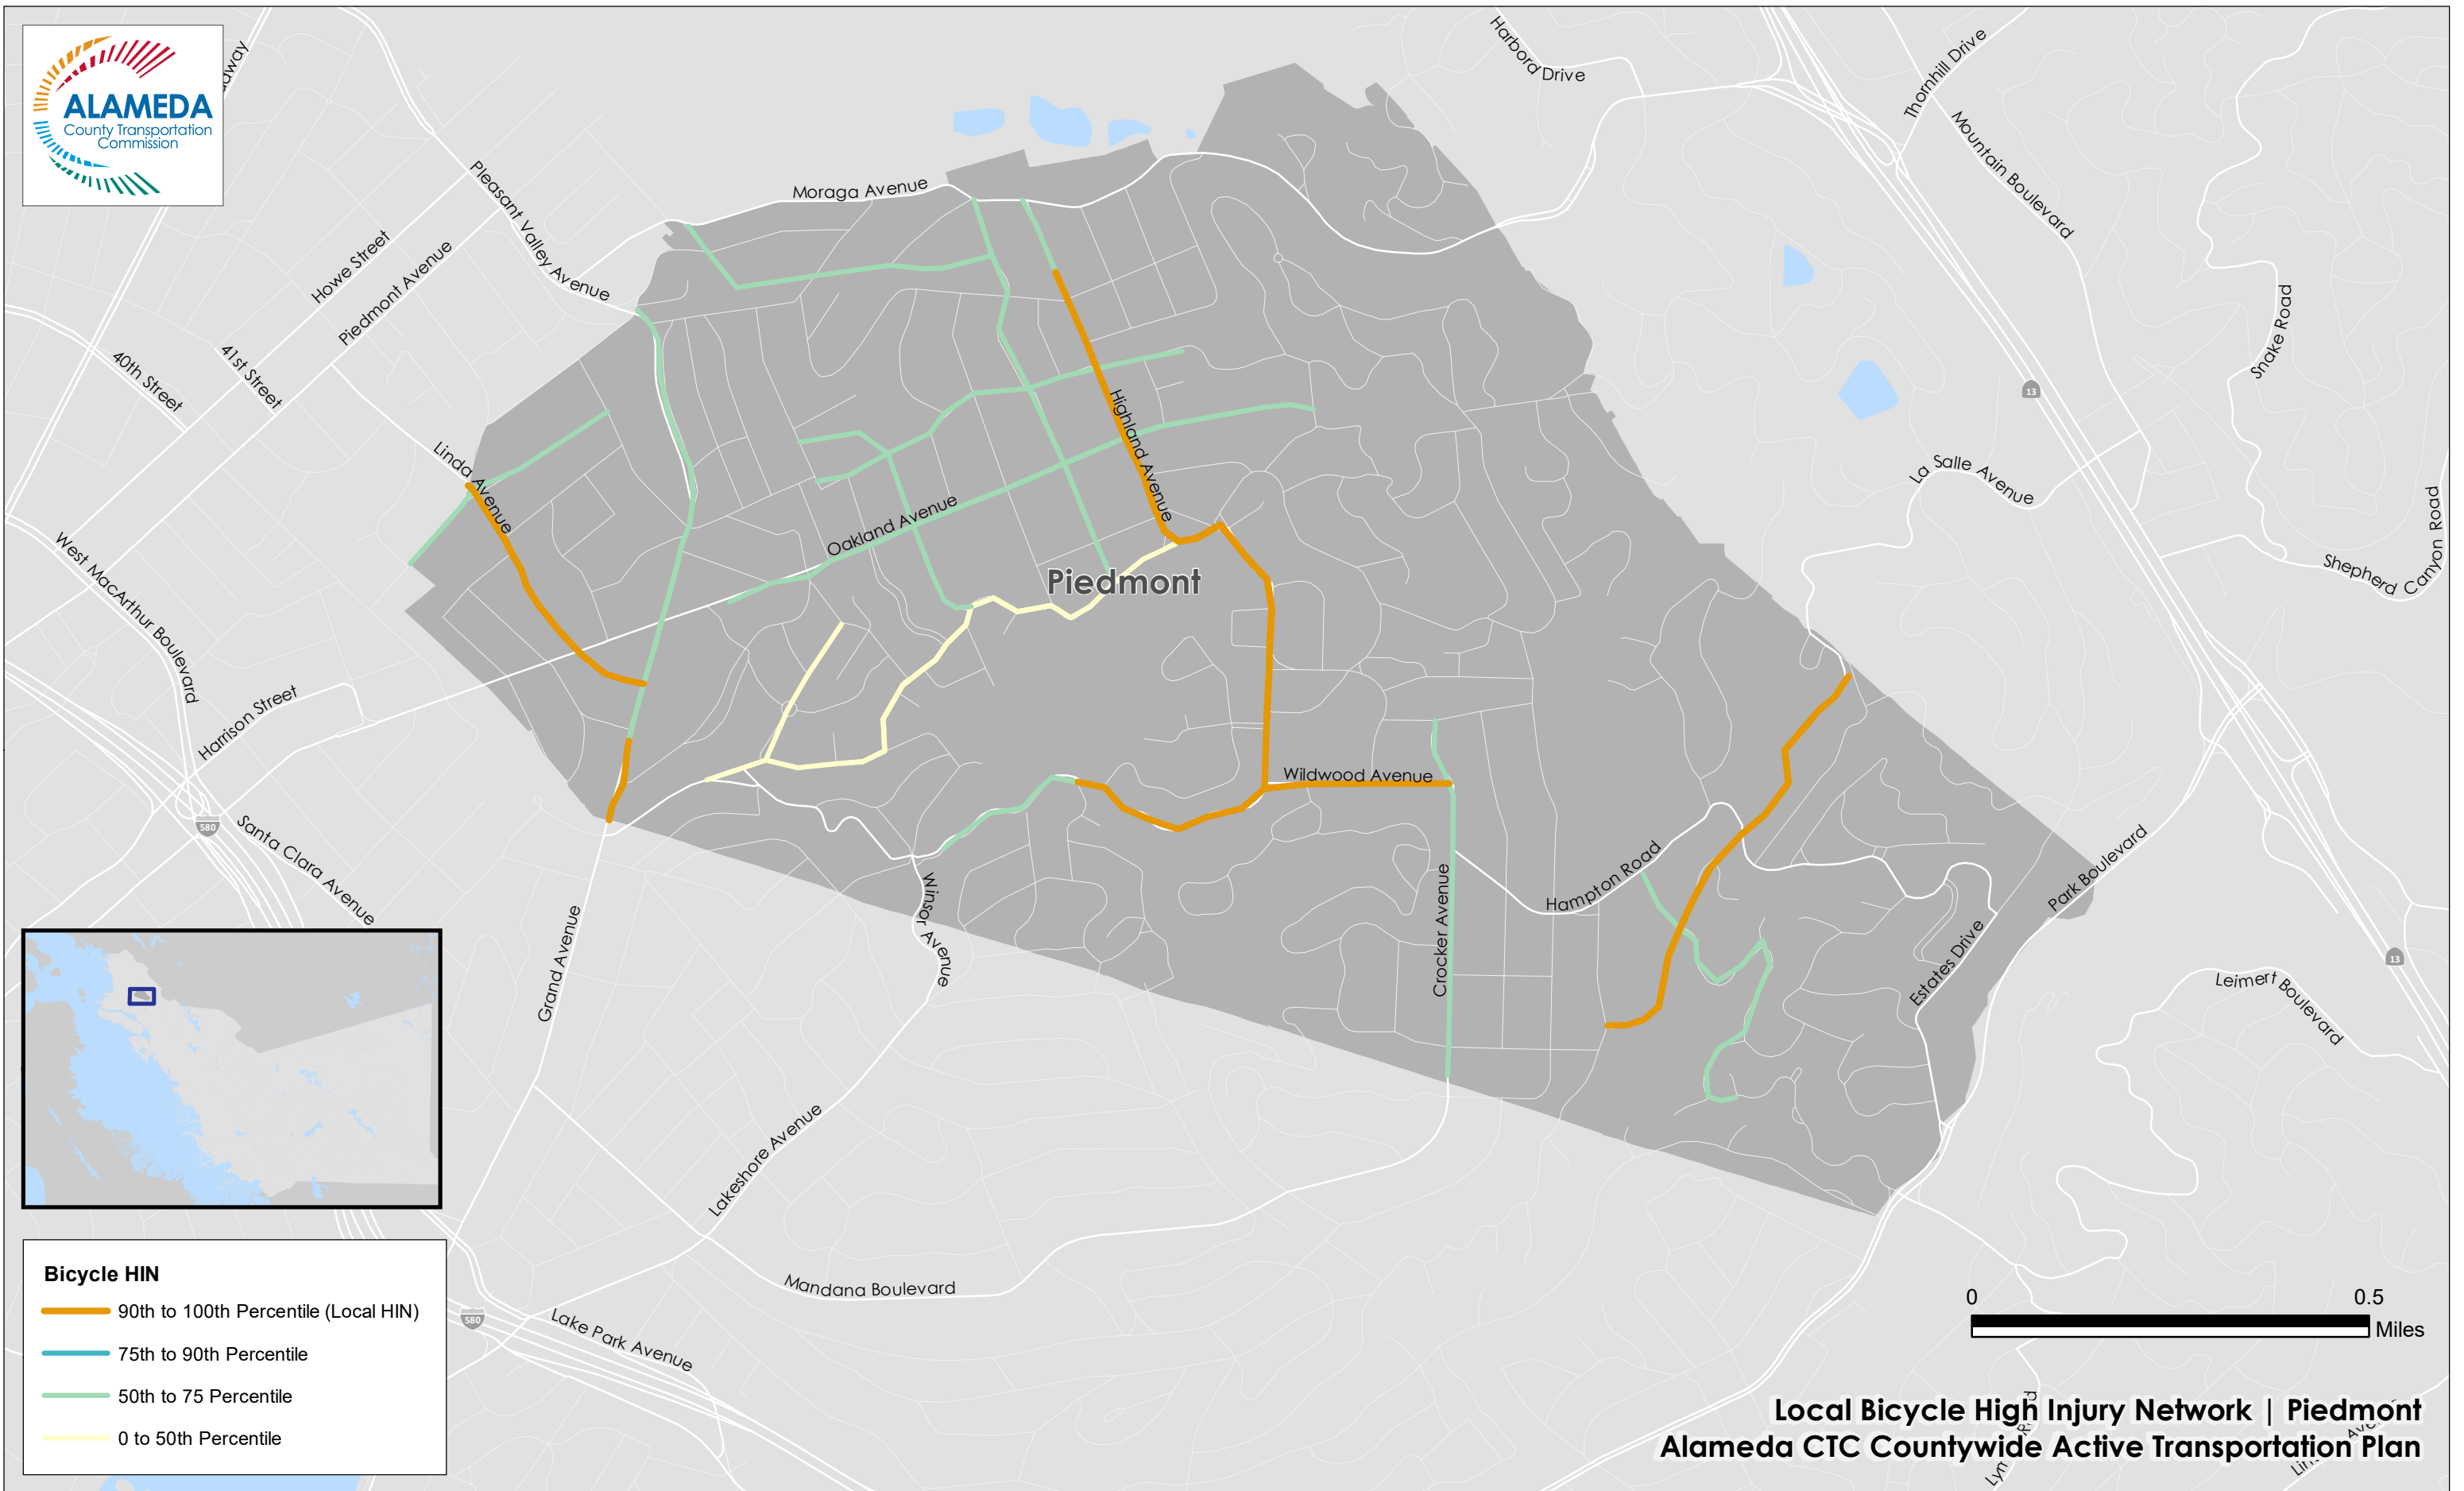 ALAMEDA
County Transportation
Commission
Harbord Drive
Thornhill Drive
Mountain Boulevard
Pleasant Valley Avenue
Moraga Avenue
Howe Street
Piedmont Avenue
40th Street
41st Street
Snake Road
13
Highland Avenue
Linda Avenue
La Salle Avenue
Shepherd Canyon Road
Oakland Avenue
West MacArthur Boulevard
Piedmont
Harrison Street
Wildwood Avenue
580
Santa Clara Avenue
Hampton Road
Park Boulevard
Winsor Avenue
Crocker Avenue
Grand Avenue
Estates Drive
13
Leimert Boulevard
Lakeshore Avenue
Mandana Boulevard
580
Lake Park Avenue
Bicycle HIN
90th to 100th Percentile (Local HIN)
75th to 90th Percentile
50th to 75 Percentile
0 to 50th Percentile
0 0.5
Miles
Local Bicycle High Injury Network | Piedmont
Alameda CTC Countywide Active Transportation Plan